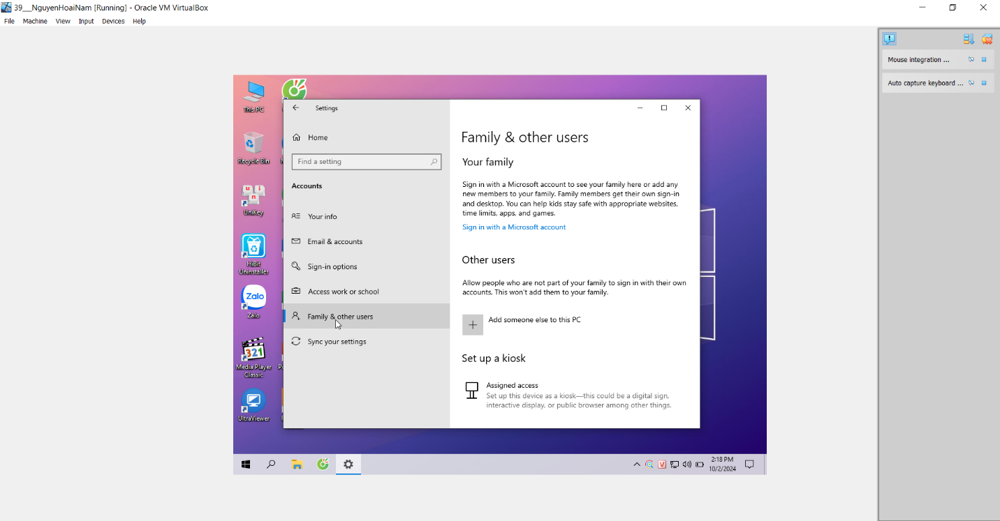 39__NguyenHoaiNam [Running] - Oracle VM VirtualBox
File Machine View Input Devices Help
Mouse integration ...
Auto capture keyboard ...
This PC
Recycle Bin
UniKey
HiBit
Uninstaller
Zalo
Zalo
Media Player
Classic
UltraViewer
Settings
Home
Find a setting
Accounts
Your info
Email & accounts
Sign-in options
Access work or school
Family & other users
Sync your settings
Family & other users
Your family
Sign in with a Microsoft account to see your family here or add any
new members to your family. Family members get their own sign-in
and desktop. You can help kids stay safe with appropriate websites,
time limits, apps, and games.
Sign in with a Microsoft account
Other users
Allow people who are not part of your family to sign in with their own
accounts. This won't add them to your family.
Add someone else to this PC
Set up a kiosk
Assigned access
Set up this device as a kiosk—this could be a digital sign,
interactive display, or public browser among other things.
2:18 PM
10/2/2024